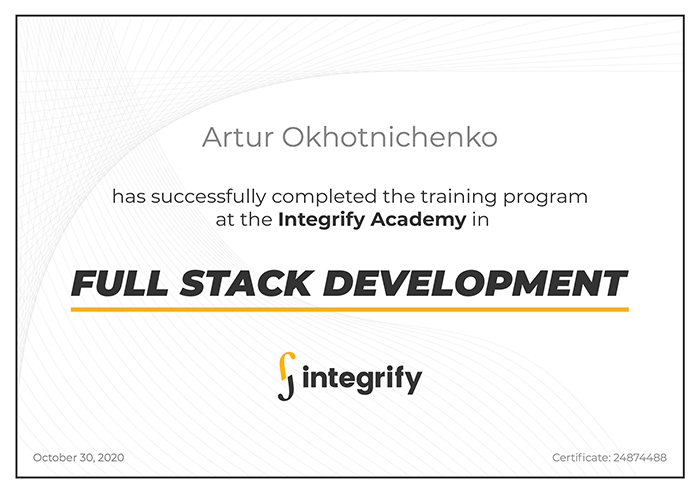 Artur Okhotnichenko
has successfully completed the training program
at the Integrify Academy in
FULL STACK DEVELOPMENT
integrify
October 30, 2020
Certificate: 24874488